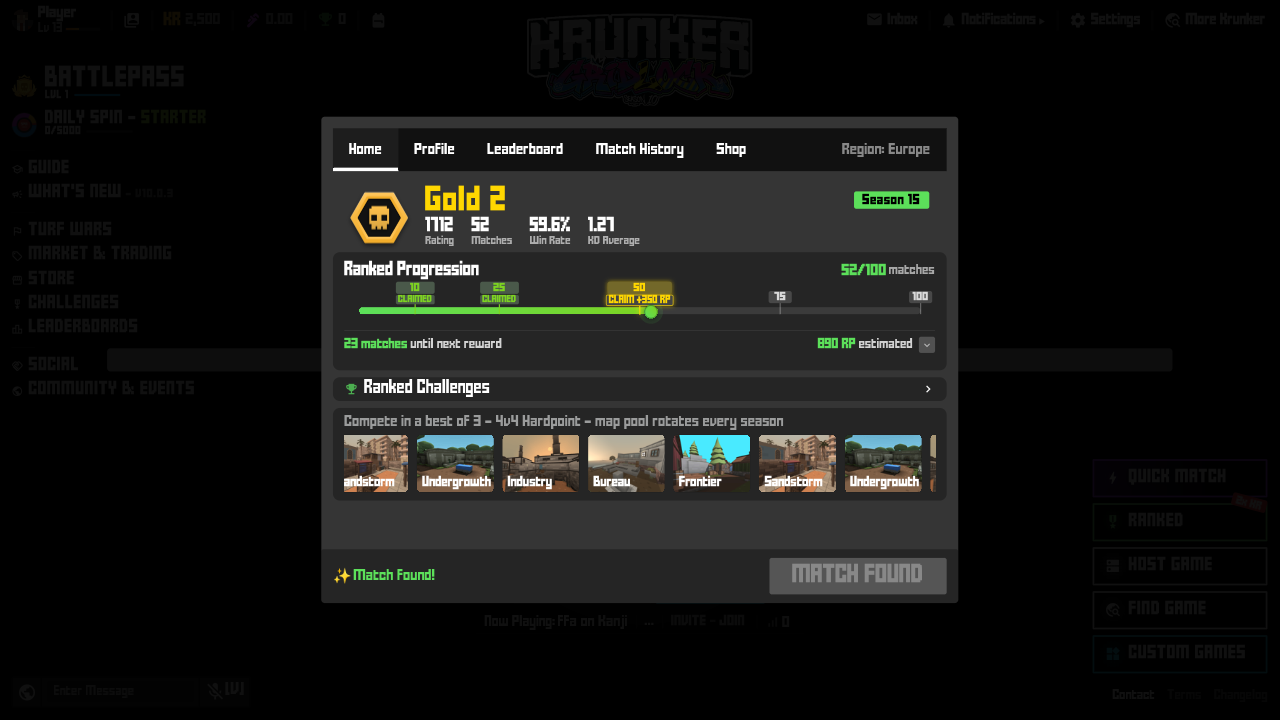 Player
Lv 13
KR 2,500
0.00
0
Inbox
Notifications
Settings
More Krunker
KRUNKER
BATTLEPASS
LVL 1
DAILY SPIN - STARTER
0/5000
GUIDE
WHAT'S NEW
TURF WARS
MARKET & TRADING
STORE
CHALLENGES
LEADERBOARDS
SOCIAL
COMMUNITY & EVENTS
Home
Profile
Leaderboard
Match History
Shop
Region: Europe
Gold 2
Season 15
1712
52
59.6%
1.27
Rating
Matches
Win Rate
KD Average
Ranked Progression
52/100 matches
10
CLAIMED
25
CLAIMED
50
CLAIM +350 RP
75
100
23 matches until next reward
890 RP estimated
Ranked Challenges
Compete in a best of 3 - 4v4 Hardpoint - map pool rotates every season
andstorm
Undergrowth
Industry
Bureau
Frontier
Sandstorm
Undergrowth
✨Match Found!
MATCH FOUND
QUICK MATCH
RANKED
HOST GAME
FIND GAME
CUSTOM GAMES
Now Playing: FFa on Kanji
INVITE - JOIN
0
Enter Message
[V]
Contact
Terms
Changelog